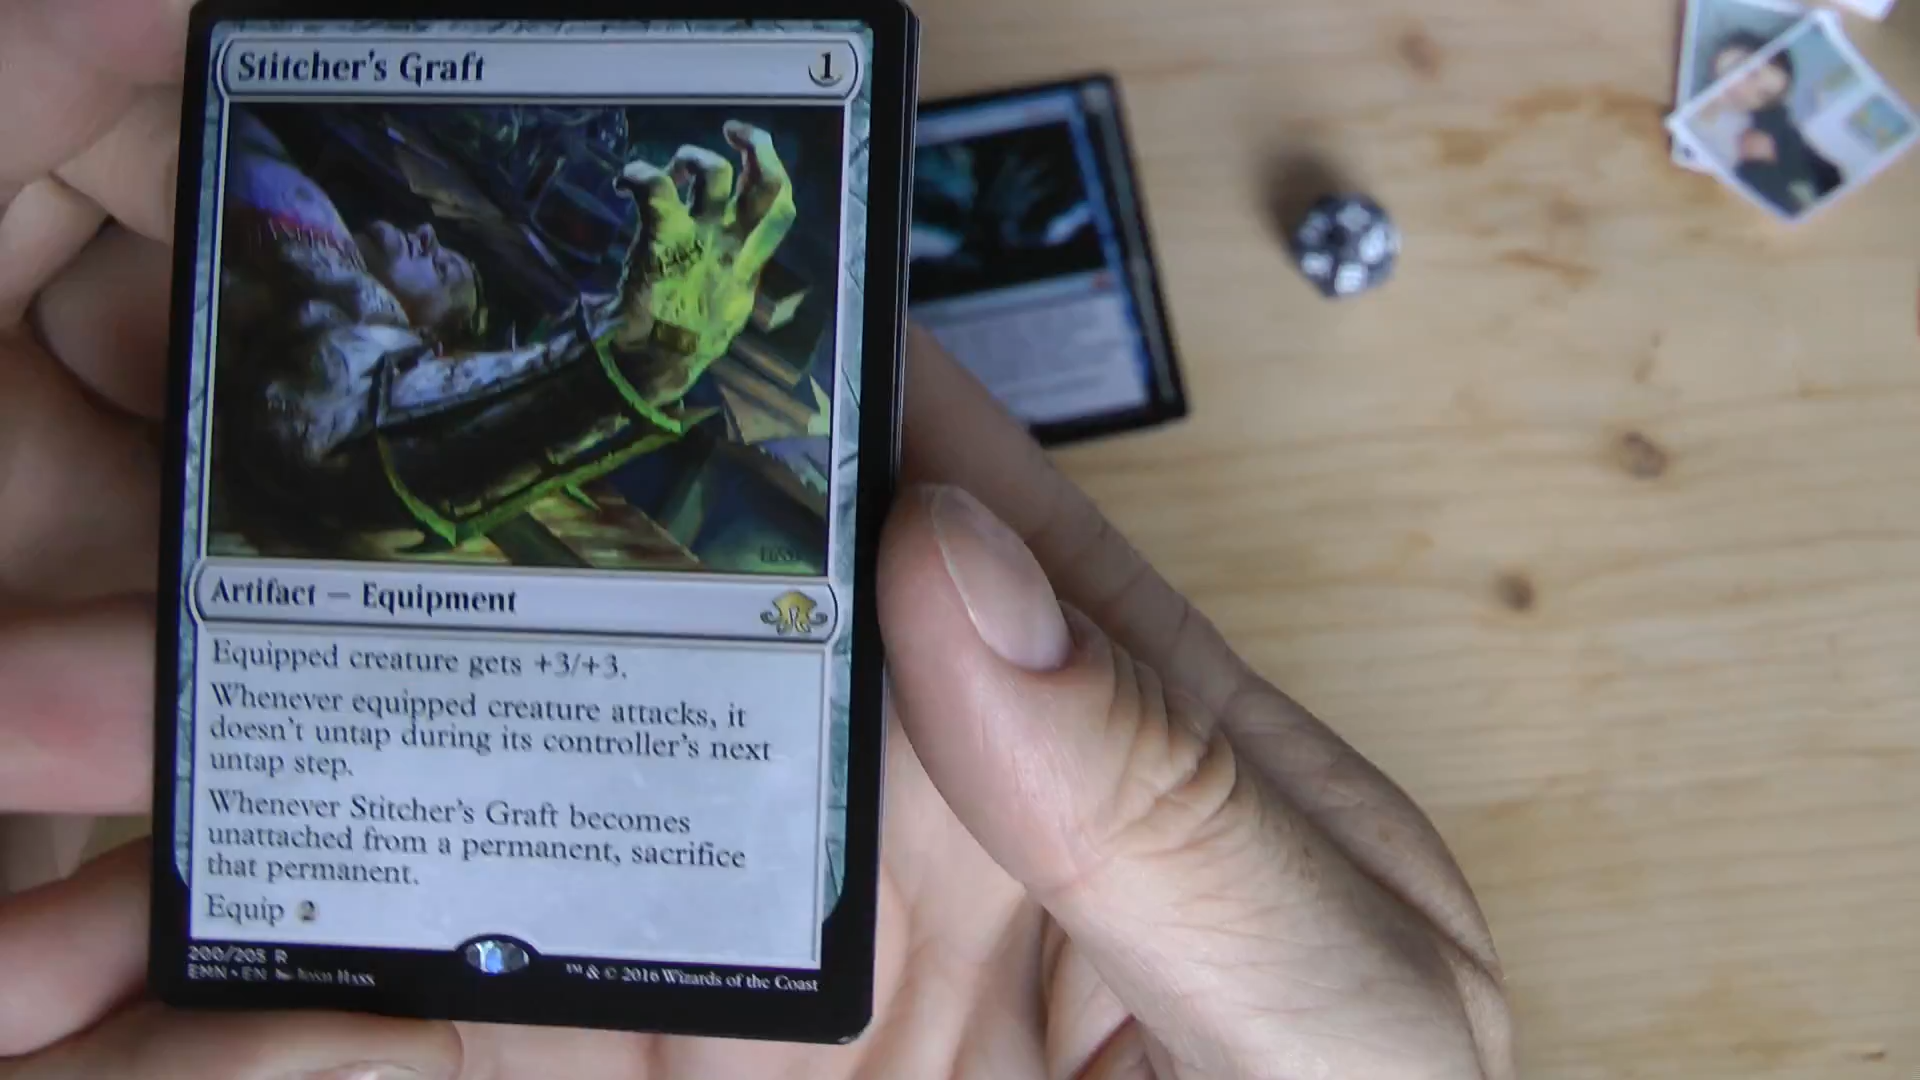 Stitcher's Graft 1
Artifact — Equipment
Equipped creature gets +3/+3.
Whenever equipped creature attacks, it
doesn't untap during its controller's next
untap step.
Whenever Stitcher's Graft becomes
unattached from a permanent, sacrifice
that permanent.
Equip 2
200/205 R
EMN • EN Josh Hass
™ & © 2016 Wizards of the Coast